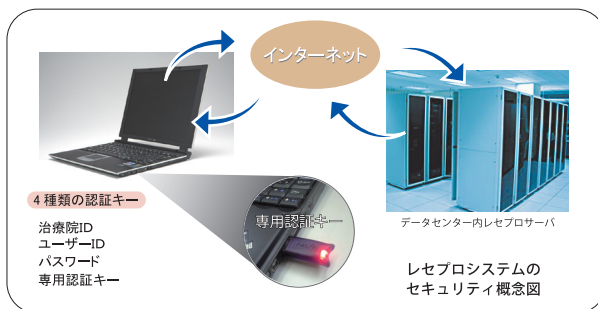 インターネット
4種類の認証キー
治療院ID
ユーザーID
パスワード
専用認証キー
専用認証キー
データセンター内レセプロサーバ
レセプロシステムの
セキュリティ概念図